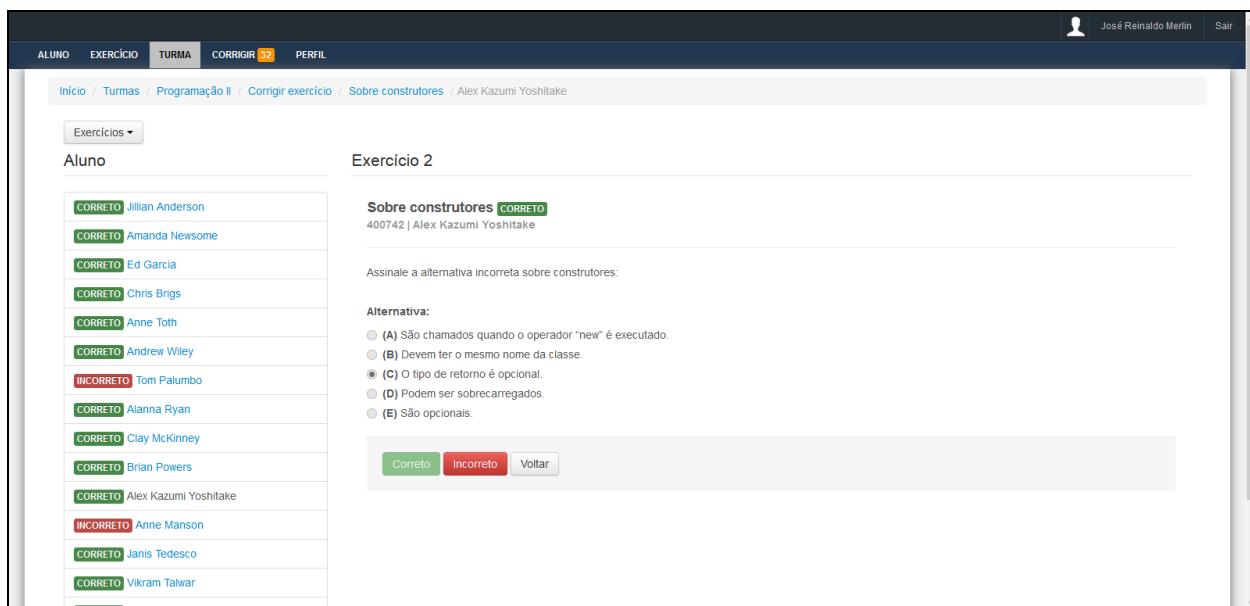 José Reinaldo Merlin Sair
ALUNO EXERCÍCIO TURMA CORRIGIR 32 PERFIL
Início / Turmas / Programação II / Corrigir exercício / Sobre construtores / Alex Kazumi Yoshitake
Exercícios
Aluno
CORRETO Jillian Anderson
CORRETO Amanda Newsome
CORRETO Ed Garcia
CORRETO Chris Brigs
CORRETO Anne Toth
CORRETO Andrew Wiley
INCORRETO Tom Palumbo
CORRETO Alanna Ryan
CORRETO Clay McKinney
CORRETO Brian Powers
CORRETO Alex Kazumi Yoshitake
INCORRETO Anne Manson
CORRETO Janis Tedesco
CORRETO Vikram Talwar
Exercício 2
Sobre construtores CORRETO
400742 | Alex Kazumi Yoshitake
Assinale a alternativa incorreta sobre construtores:
Alternativa:
(A) São chamados quando o operador “new” é executado.
(B) Devem ter o mesmo nome da classe.
(C) O tipo de retorno é opcional.
(D) Podem ser sobrecarregados.
(E) São opcionais.
Correto Incorreto Voltar